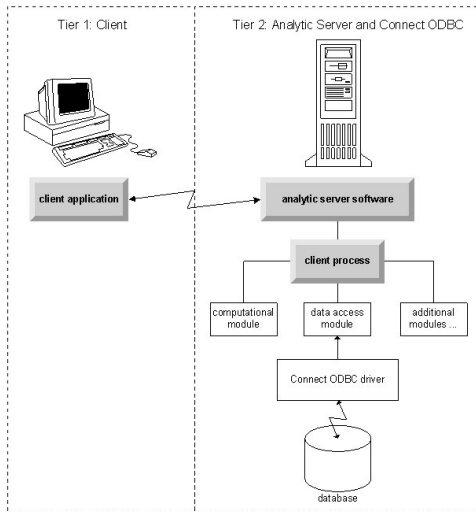 Tier 1: Client
Tier 2: Analytic Server and Connect ODBC
client application
analytic server software
client process
computational
module
data access
module
additional
modules ...
Connect ODBC driver
database